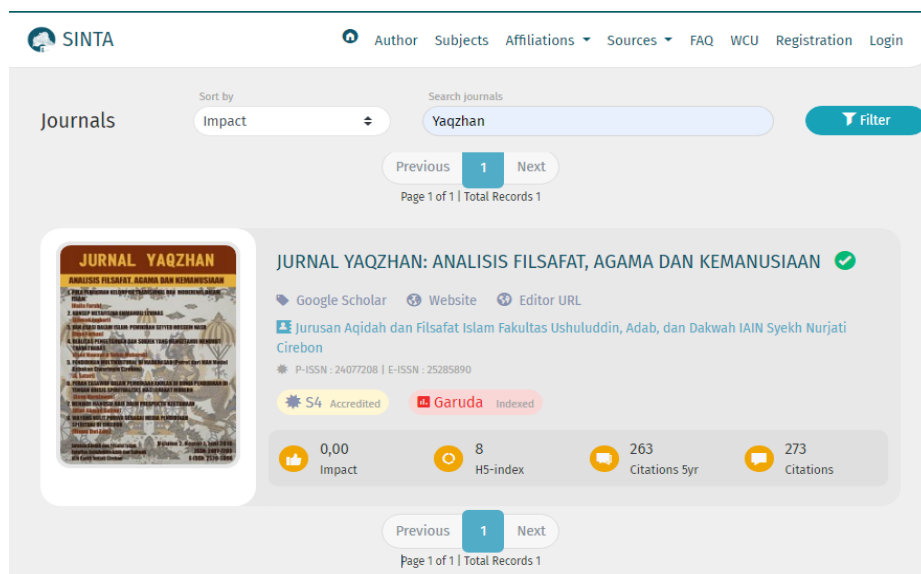 SINTA
Author Subjects Affiliations Sources FAQ WCU Registration Login
Journals
Sort by
Impact
Search journals
Yaqzhan
Filter
Previous 1 Next
Page 1 of 1 | Total Records 1
JURNAL YAQZHAN
ANALISIS FILSAFAT, AGAMA DAN KEMANUSIAAN
JURNAL YAQZHAN: ANALISIS FILSAFAT, AGAMA DAN KEMANUSIAAN
Google Scholar Website Editor URL
Jurusan Aqidah dan Filsafat Islam Fakultas Ushuluddin, Adab, dan Dakwah IAIN Syekh Nurjati
Cirebon
P-ISSN : 24077208 | E-ISSN : 25285890
S4 Accredited Garuda Indexed
0,00
Impact
8
H5-index
263
Citations 5yr
273
Citations
Previous 1 Next
Page 1 of 1 | Total Records 1